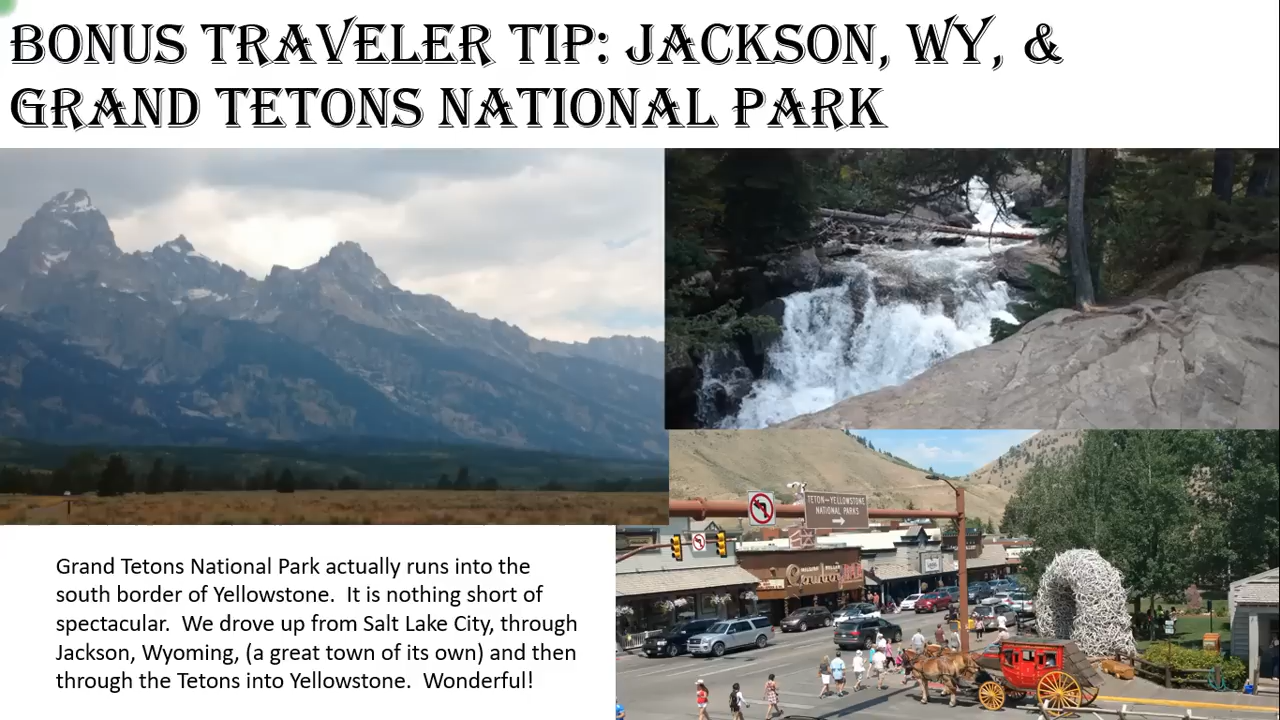 BONUS TRAVELER TIP: JACKSON, WY, &
GRAND TETONS NATIONAL PARK
TETON-YELLOWSTONE
NATIONAL PARKS
Cowboy
Grand Tetons National Park actually runs into the
south border of Yellowstone.  It is nothing short of
spectacular.  We drove up from Salt Lake City, through
Jackson, Wyoming, (a great town of its own) and then
through the Tetons into Yellowstone.  Wonderful!